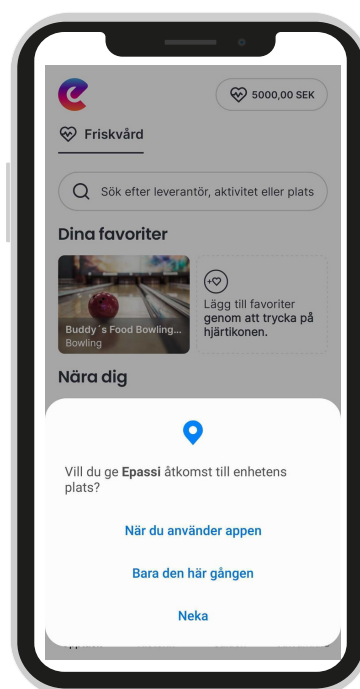 5000,00 SEK
Friskvård
Sök efter leverantör, aktivitet eller plats
Dina favoriter
Buddy´s Food Bowling...
Bowling
Lägg till favoriter
genom att trycka på
hjärtikonen.
Nära dig
Vill du ge Epassi åtkomst till enhetens
plats?
När du använder appen
Bara den här gången
Neka